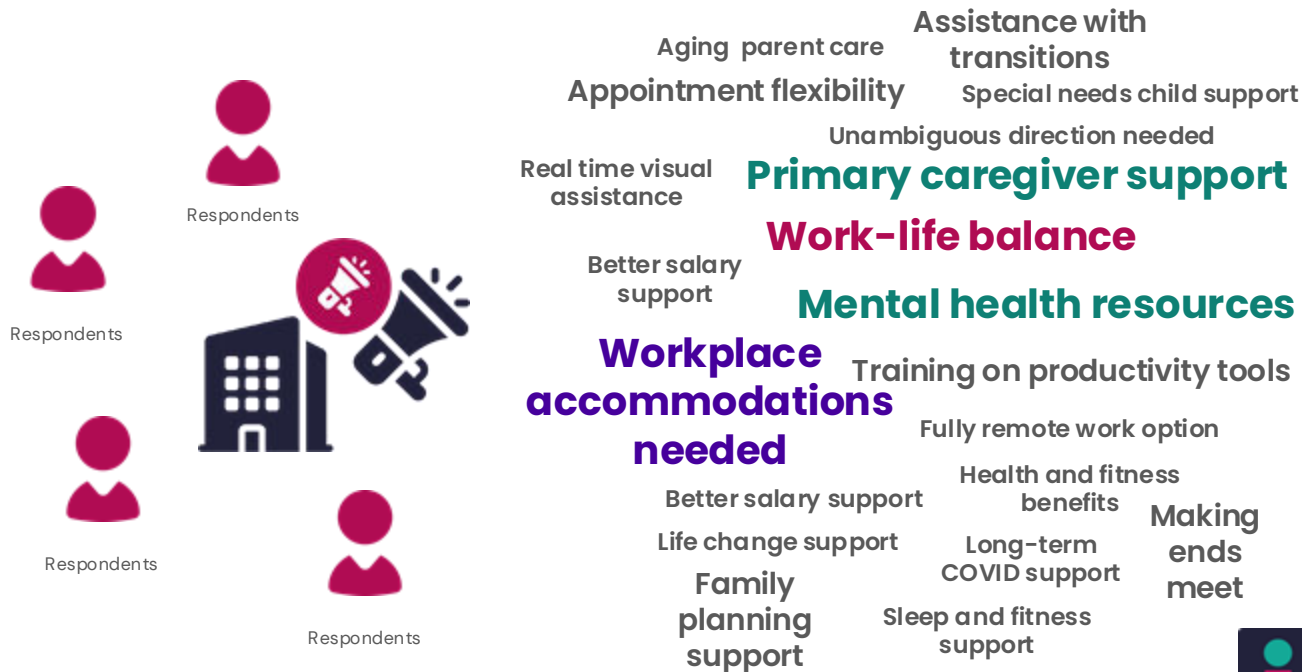 Respondents
Respondents
Respondents
Respondents
Assistance with
transitions
Aging parent care
Appointment flexibility
Special needs child support
Unambiguous direction needed
Real time visual
assistance
Primary caregiver support
Work-life balance
Better salary
support
Mental health resources
Workplace
accommodations
needed
Training on productivity tools
Fully remote work option
Health and fitness
benefits
Better salary support
Making
ends
meet
Life change support
Long-term
COVID support
Family
planning
support
Sleep and fitness
support